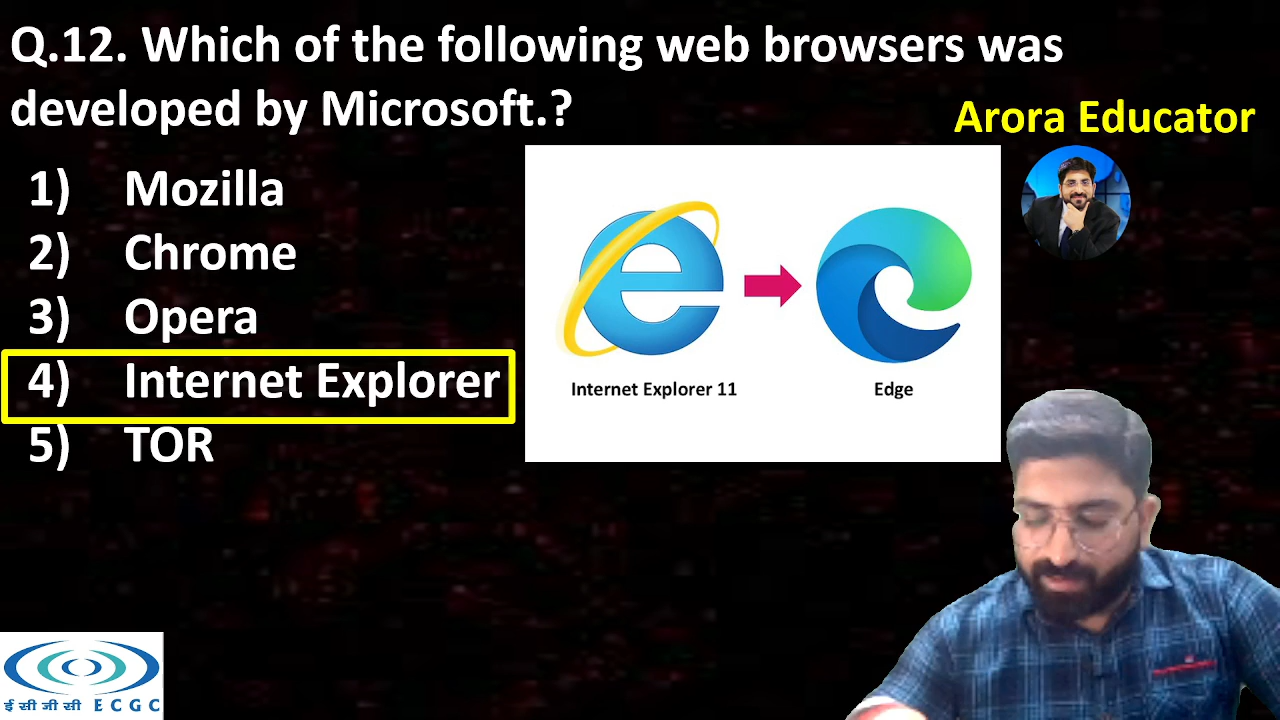 Q.12. Which of the following web browsers was
developed by Microsoft.?
Arora Educator
1) Mozilla
2) Chrome
3) Opera
4) Internet Explorer
5) TOR
Internet Explorer 11
Edge
ई सी जी सी E C G C